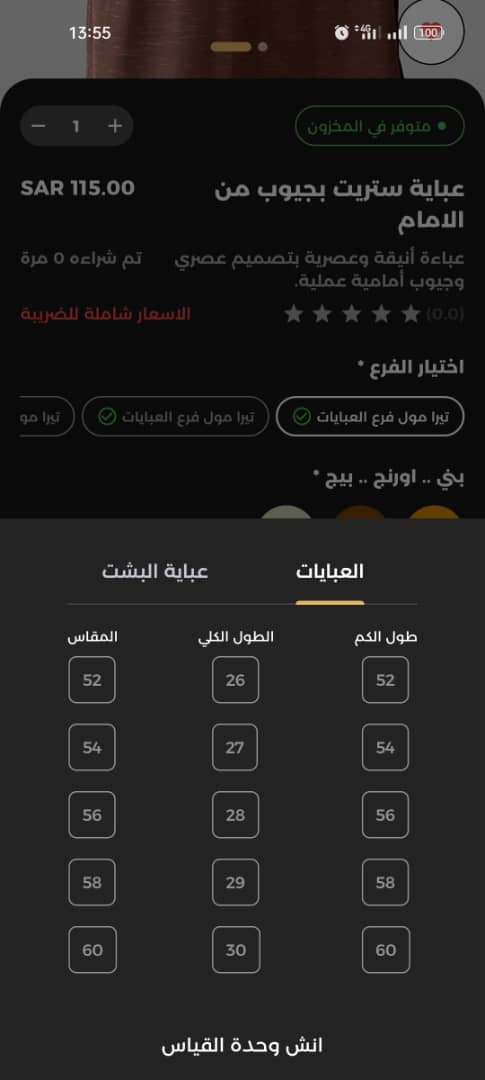 13:55
4G
100
1
متوفر في المخزون
عباية ستريت بجيوب من الامام
SAR 115.00
عباءة أنيقة وعصرية بتصميم عصري وجيوب أمامية عملية.
تم شراءه 0 مرة
(0.0)
الاسعار شاملة للضريبة
اختيار الفرع *
تيرا مول فرع العبايات
تيرا مول فرع العبايات
تيرا مو
بني .. اورنج .. بيج *
العبايات
عباية البشت
طول الكم الطول الكلي المقاس
52 26 52
54 27 54
56 28 56
58 29 58
60 30 60
انش وحدة القياس